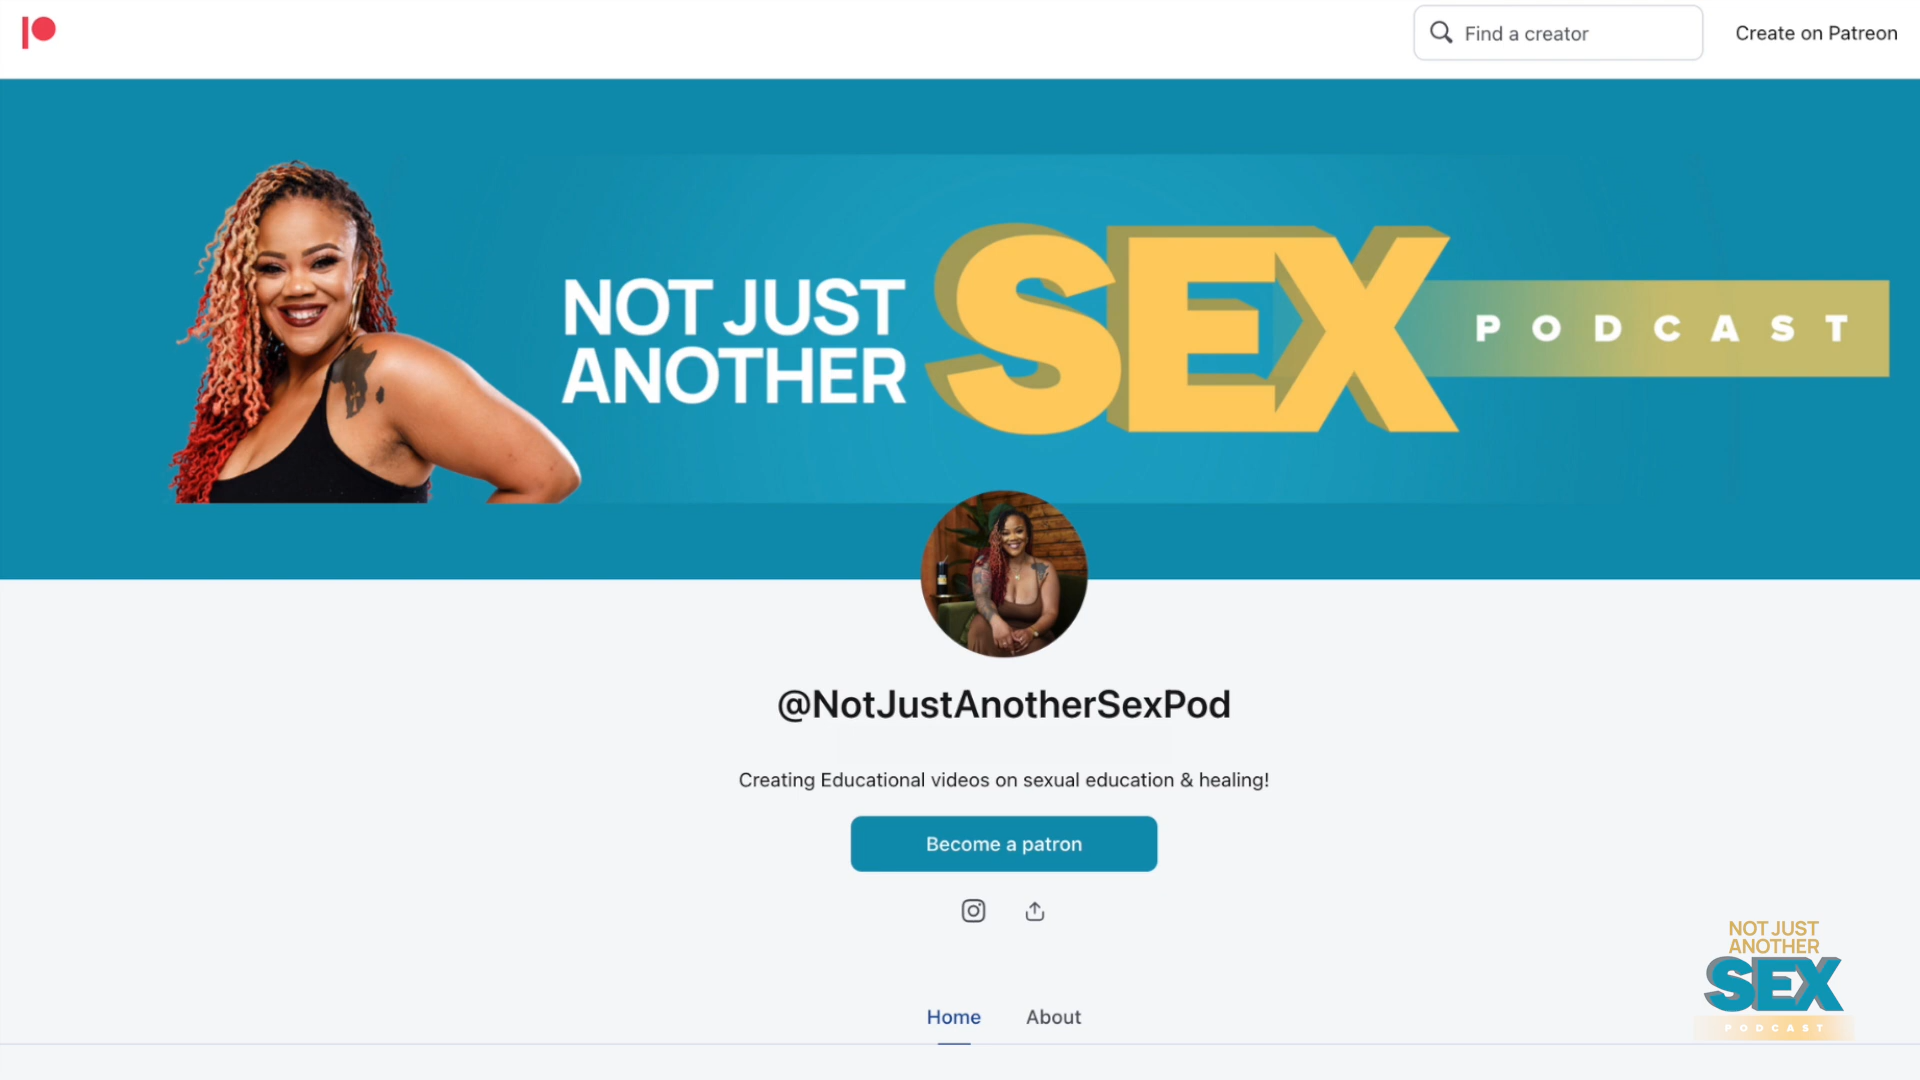 Find a creator
Create on Patreon
NOT JUST
ANOTHER
SEX
PODCAST
@NotJustAnotherSexPod
Creating Educational videos on sexual education & healing!
Become a patron
Home
About
NOT JUST
ANOTHER
SEX
PODCAST